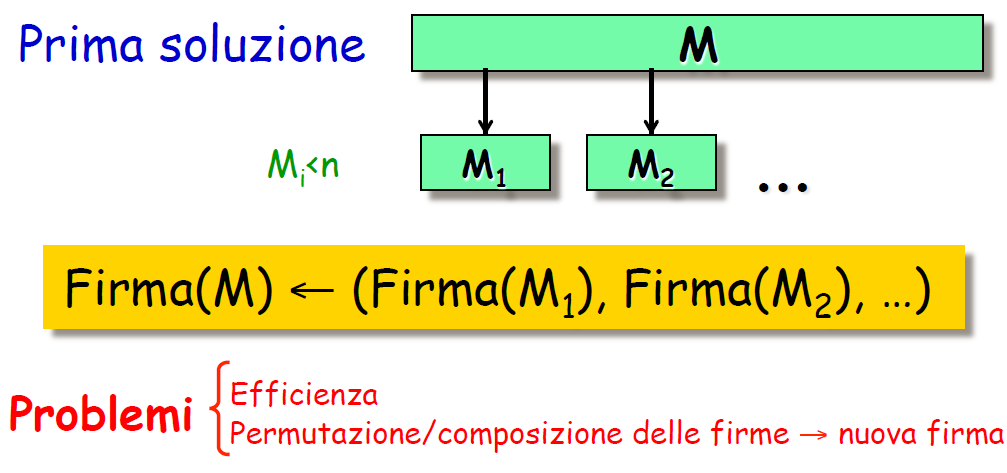 Prima soluzione
M
Mᵢ<n
M₁
M₂
...
Firma(M) ← (Firma(M₁), Firma(M₂), …)
Problemi
Efficienza
Permutazione/composizione delle firme → nuova firma